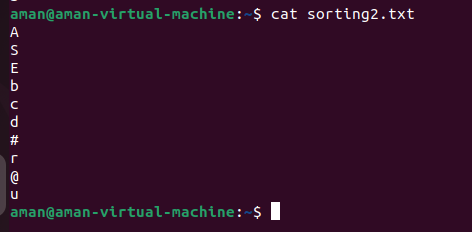 aman@aman-virtual-machine:~$ cat sorting2.txt
A
S
E
b
c
d
#
r
@
u
aman@aman-virtual-machine:~$